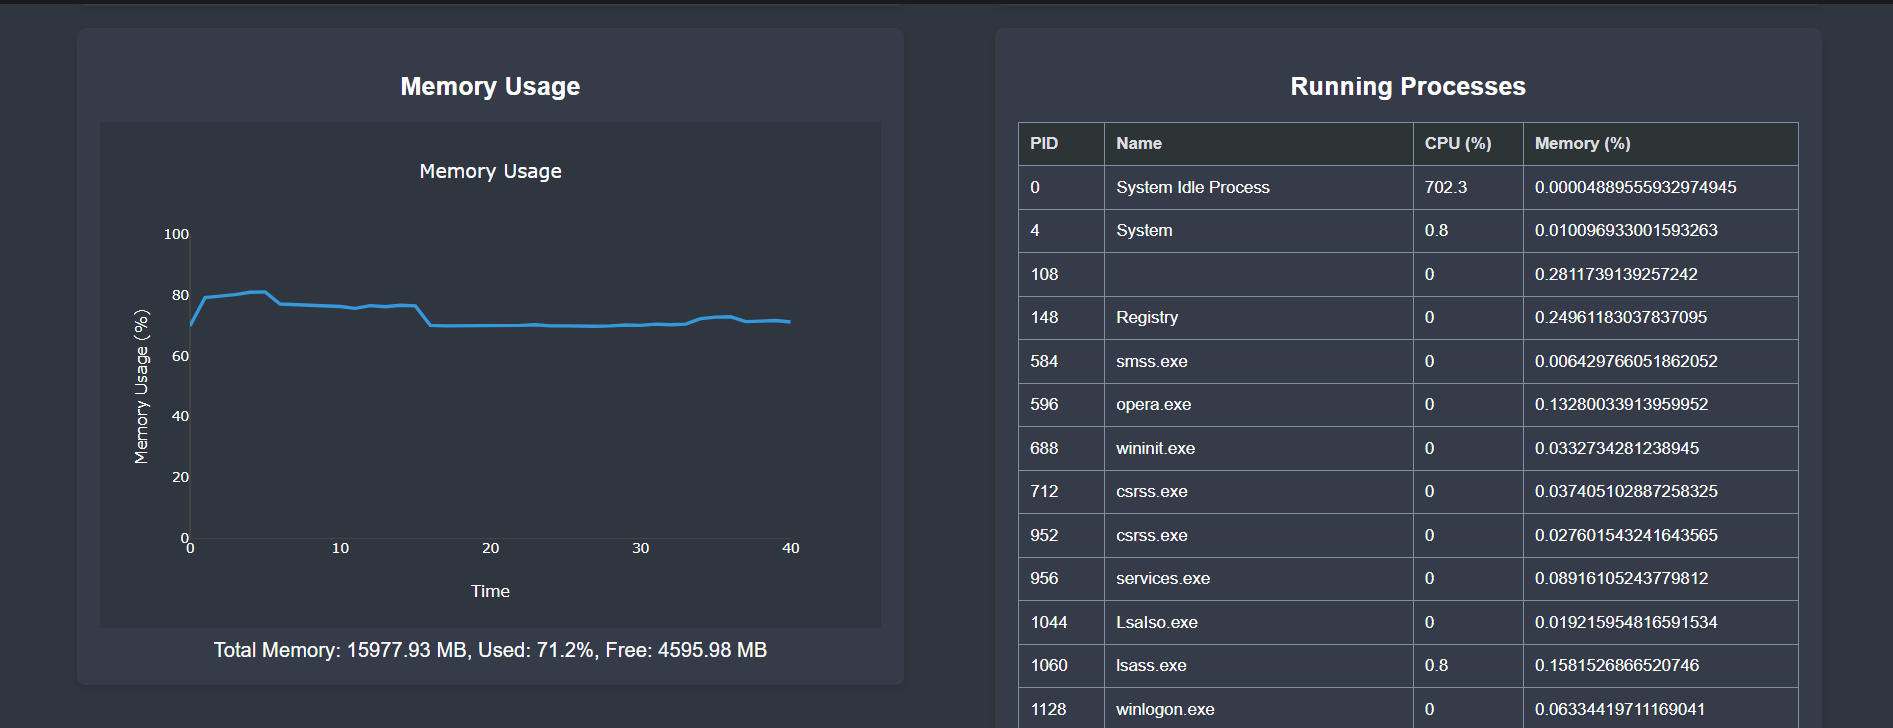 Memory Usage
Memory Usage
100
80
60
40
20
0
Memory Usage (%)
0 10 20 30 40
Time
Total Memory: 15977.93 MB, Used: 71.2%, Free: 4595.98 MB
Running Processes
PID Name CPU (%) Memory (%)
0 System Idle Process 702.3 0.00004889555932974945
4 System 0.8 0.010096933001593263
108 0 0.2811739139257242
148 Registry 0 0.24961183037837095
584 smss.exe 0 0.006429766051862052
596 opera.exe 0 0.13280033913959952
688 wininit.exe 0 0.0332734281238945
712 csrss.exe 0 0.037405102887258325
952 csrss.exe 0 0.027601543241643565
956 services.exe 0 0.08916105243779812
1044 LsaIso.exe 0 0.019215954816591534
1060 lsass.exe 0.8 0.1581526866520746
1128 winlogon.exe 0 0.06334419711169041